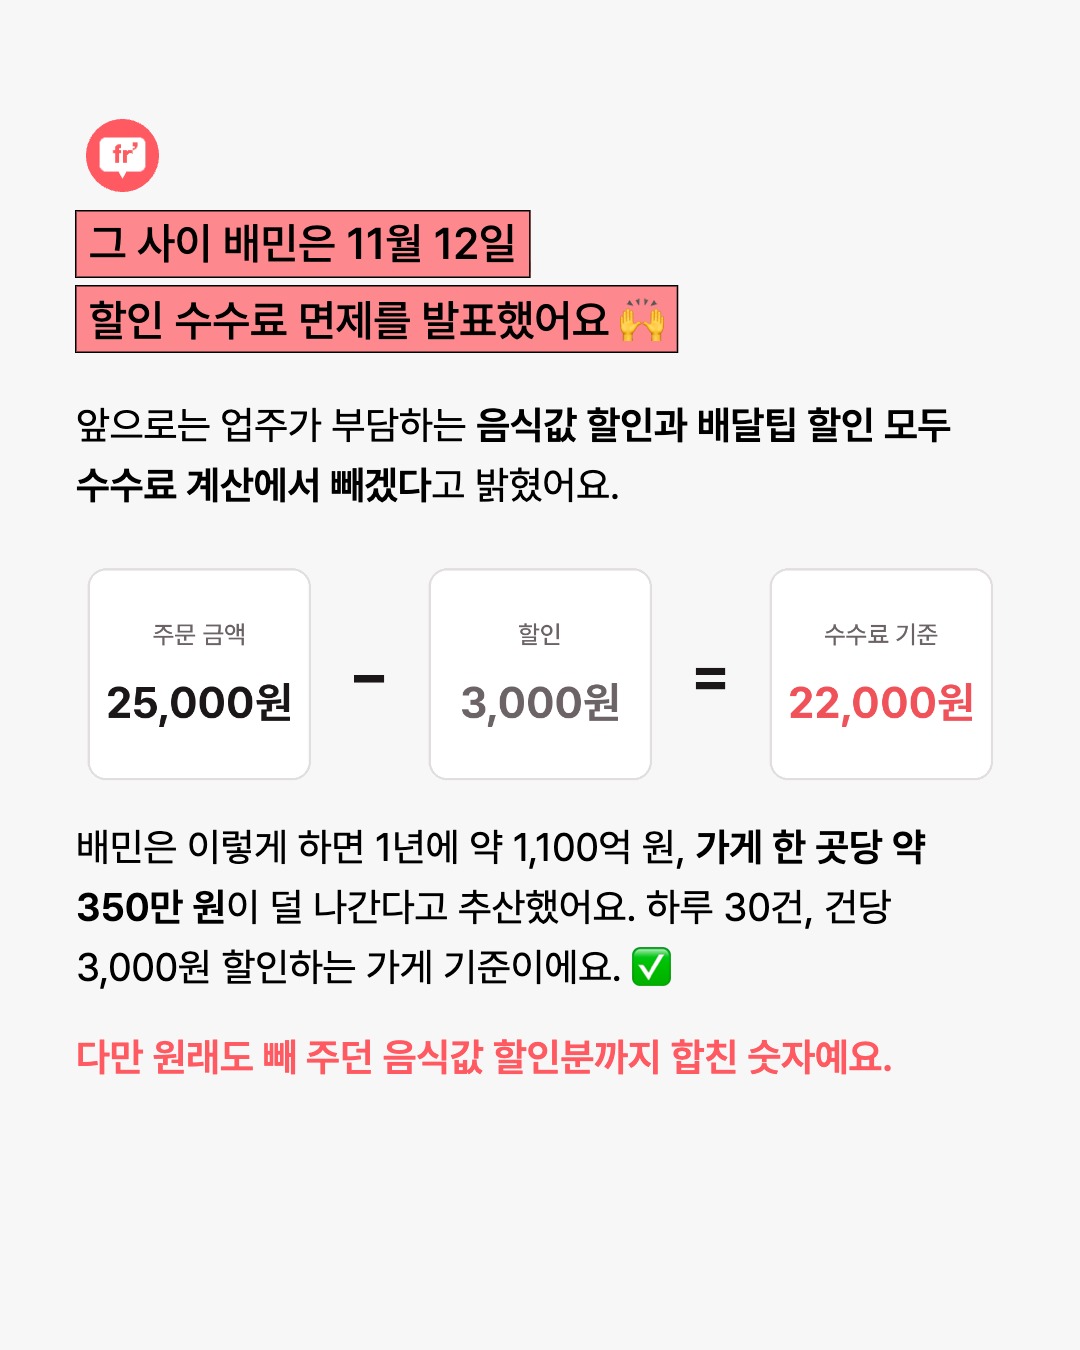 fr'
그 사이 배민은 11월 12일
할인 수수료 면제를 발표했어요 🙌
앞으로는 업주가 부담하는 음식값 할인과 배달팁 할인 모두
수수료 계산에서 빼겠다고 밝혔어요.
주문 금액
25,000원
−
할인
3,000원
=
수수료 기준
22,000원
배민은 이렇게 하면 1년에 약 1,100억 원, 가게 한 곳당 약
350만 원이 덜 나간다고 추산했어요. 하루 30건, 건당
3,000원 할인하는 가게 기준이에요. ✅
다만 원래도 빼 주던 음식값 할인분까지 합친 숫자예요.